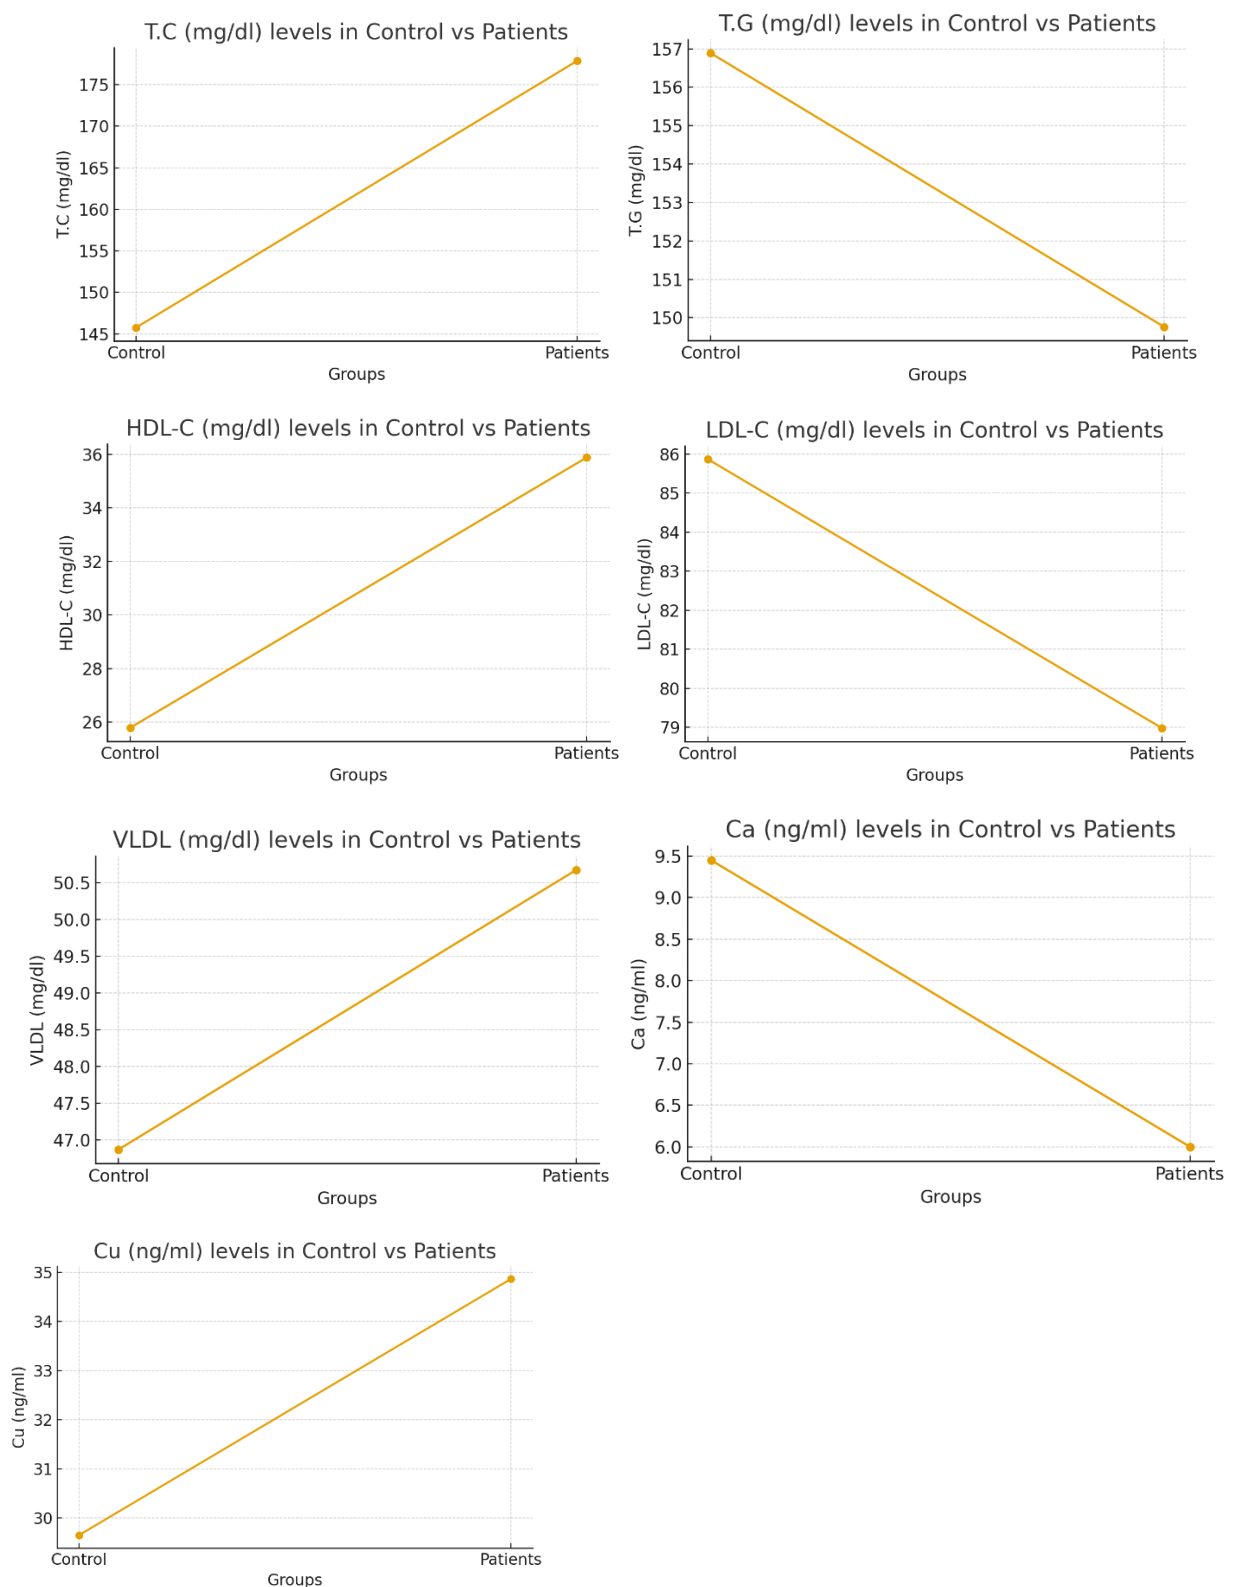 T.C (mg/dl) levels in Control vs Patients
175
170
165
160
155
150
145
T.C (mg/dl)
Control
Patients
Groups
T.G (mg/dl) levels in Control vs Patients
157
156
155
154
153
152
151
150
T.G (mg/dl)
Control
Patients
Groups
HDL-C (mg/dl) levels in Control vs Patients
36
34
32
30
28
26
HDL-C (mg/dl)
Control
Patients
Groups
LDL-C (mg/dl) levels in Control vs Patients
86
85
84
83
82
81
80
79
LDL-C (mg/dl)
Control
Patients
Groups
VLDL (mg/dl) levels in Control vs Patients
50.5
50.0
49.5
49.0
48.5
48.0
47.5
47.0
VLDL (mg/dl)
Control
Patients
Groups
Ca (ng/ml) levels in Control vs Patients
9.5
9.0
8.5
8.0
7.5
7.0
6.5
6.0
Ca (ng/ml)
Control
Patients
Groups
Cu (ng/ml) levels in Control vs Patients
35
34
33
32
31
30
Cu (ng/ml)
Control
Patients
Groups